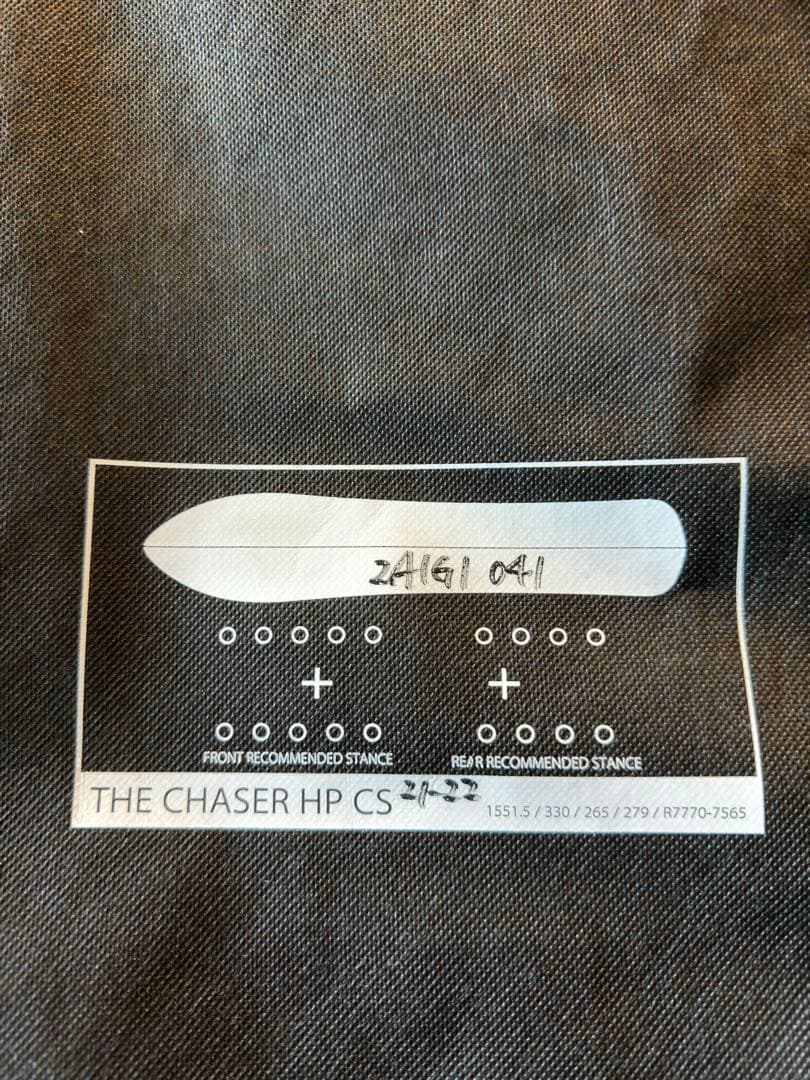 2A1G1 041
FRONT RECOMMENDED STANCE
REAR RECOMMENDED STANCE
THE CHASER HP CS 21-22
1551.5 / 330 / 265 / 279 / R7770-7565